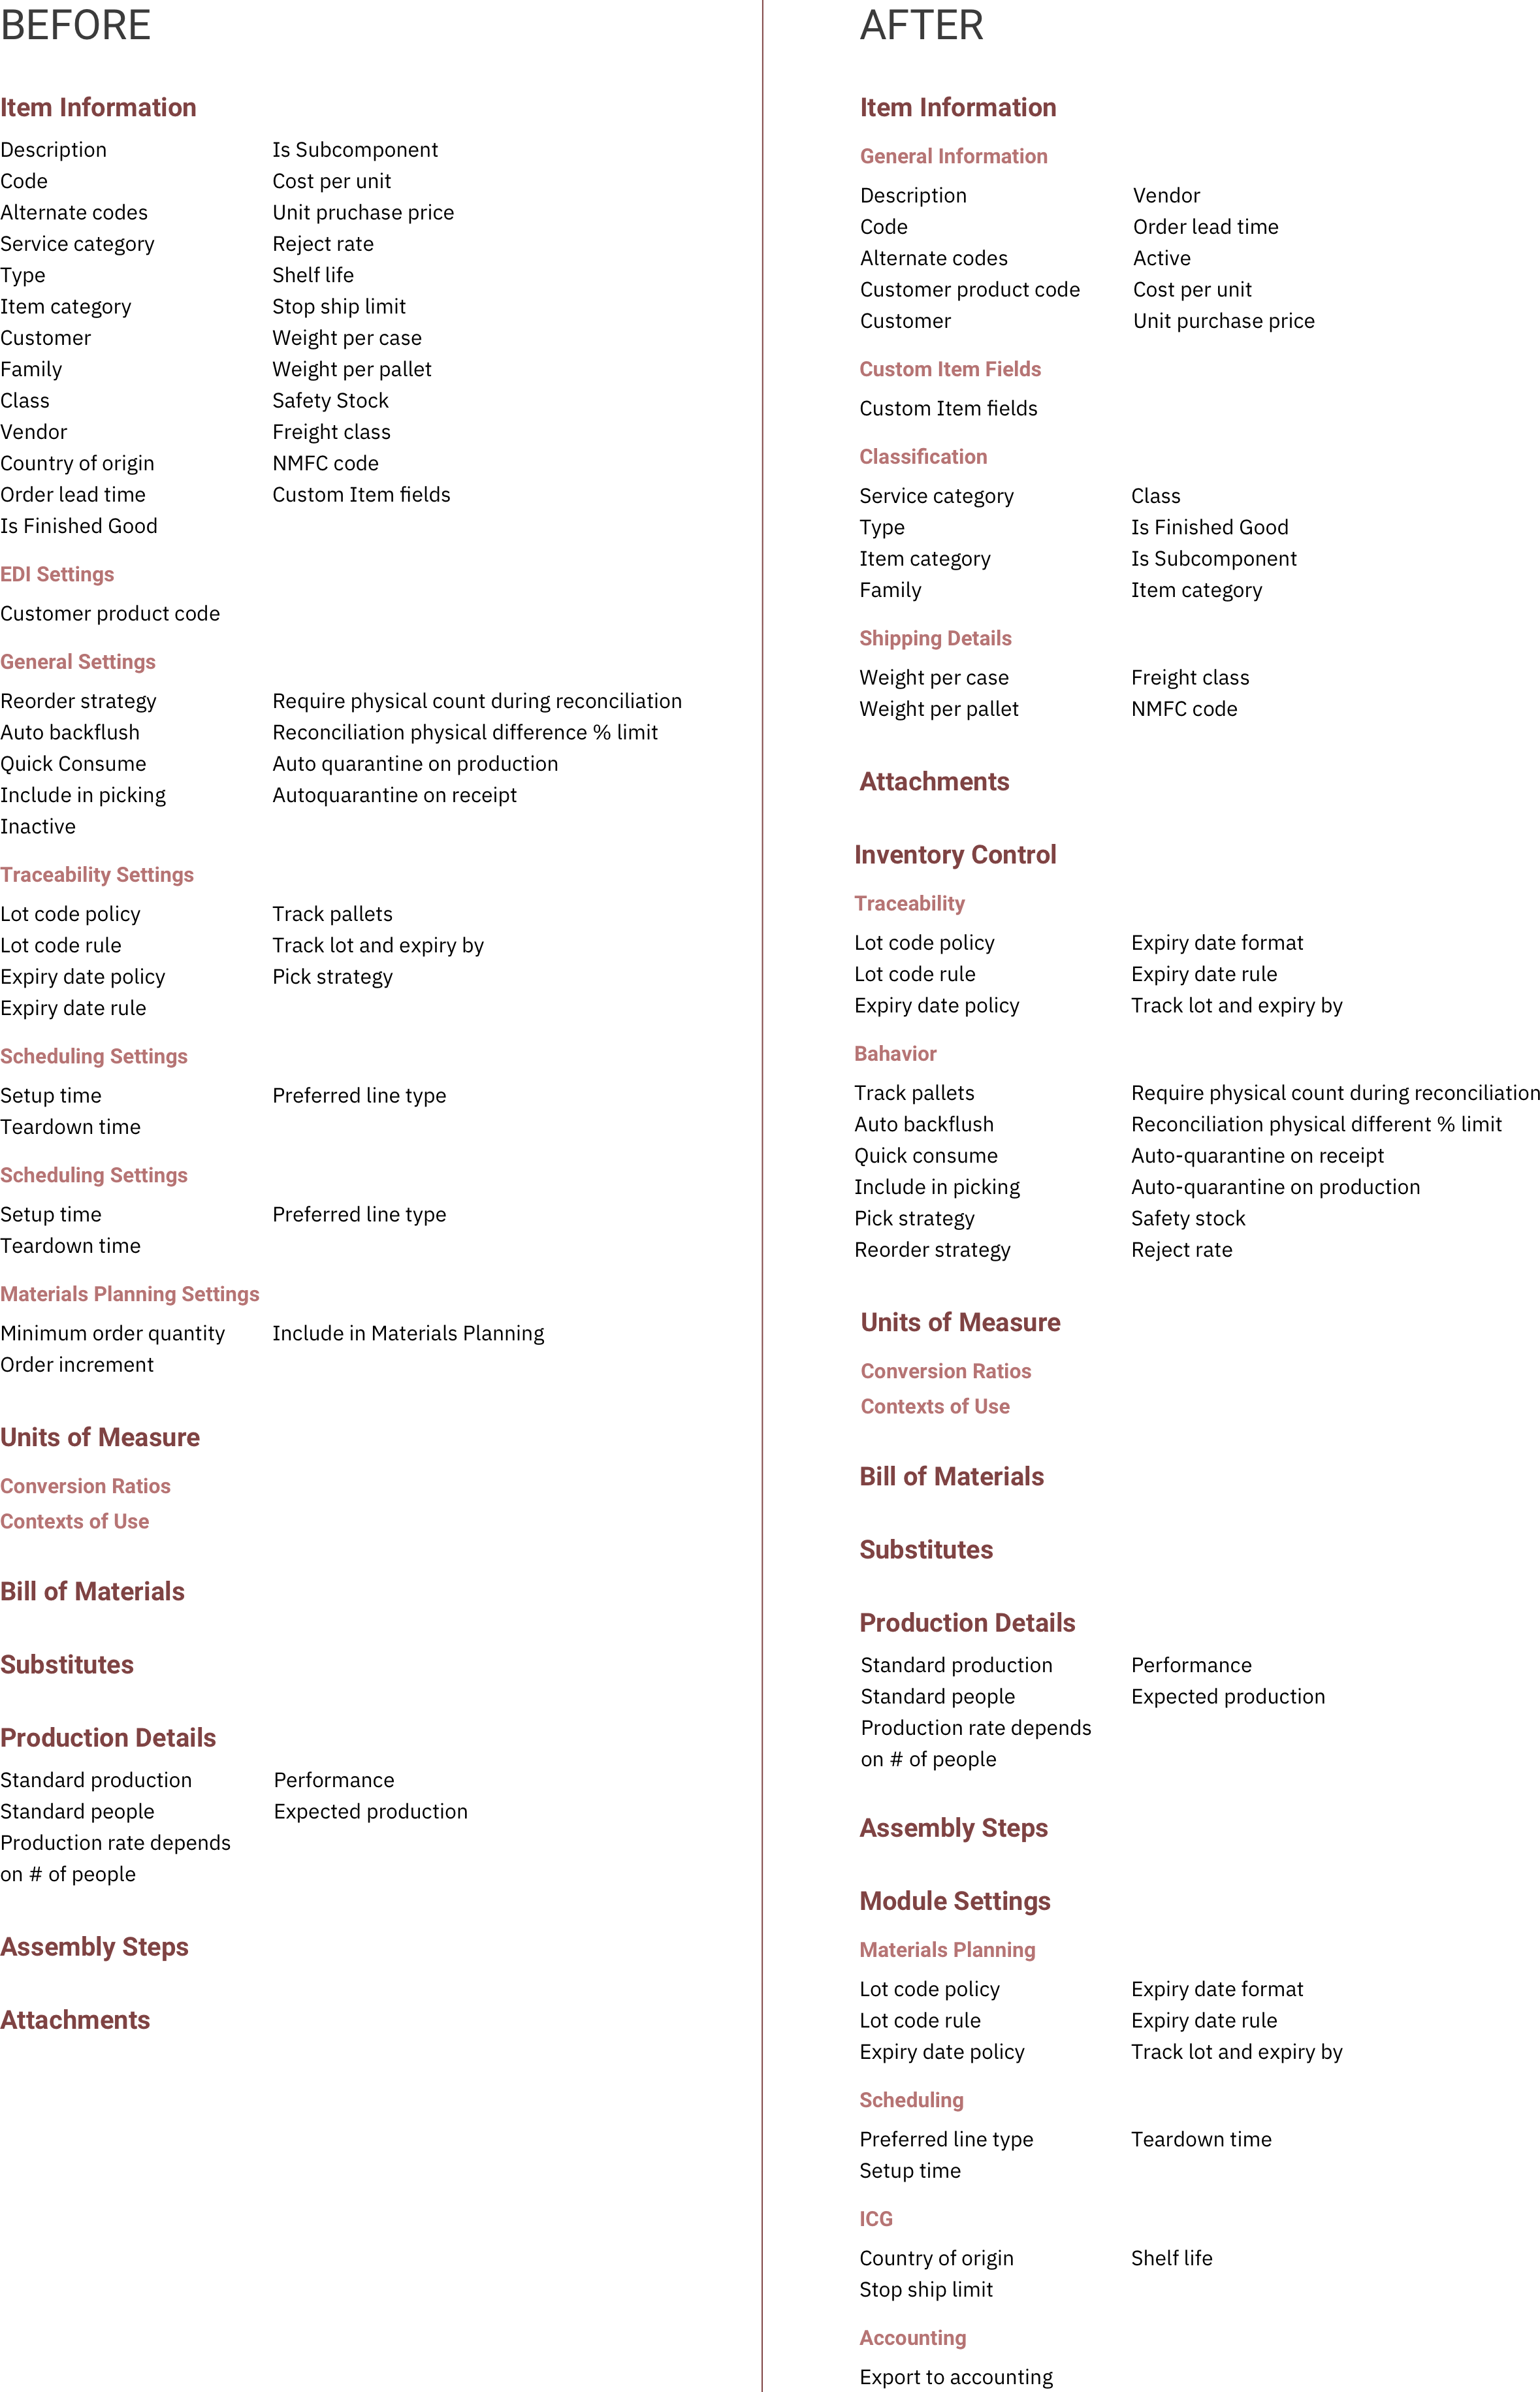 BEFORE
Item Information
Description
Code
Alternate codes
Service category
Type
Item category
Customer
Family
Class
Vendor
Country of origin
Order lead time
Is Finished Good
Is Subcomponent
Cost per unit
Unit pruchase price
Reject rate
Shelf life
Stop ship limit
Weight per case
Weight per pallet
Safety Stock
Freight class
NMFC code
Custom Item fields
EDI Settings
Customer product code
General Settings
Reorder strategy
Auto backflush
Quick Consume
Include in picking
Inactive
Require physical count during reconciliation
Reconciliation physical difference % limit
Auto quarantine on production
Autoquarantine on receipt
Traceability Settings
Lot code policy
Lot code rule
Expiry date policy
Expiry date rule
Track pallets
Track lot and expiry by
Pick strategy
Scheduling Settings
Setup time
Teardown time
Preferred line type
Scheduling Settings
Setup time
Teardown time
Preferred line type
Materials Planning Settings
Minimum order quantity
Order increment
Include in Materials Planning
Units of Measure
Conversion Ratios
Contexts of Use
Bill of Materials
Substitutes
Production Details
Standard production
Standard people
Production rate depends
on # of people
Performance
Expected production
Assembly Steps
Attachments
AFTER
Item Information
General Information
Description
Code
Alternate codes
Customer product code
Customer
Vendor
Order lead time
Active
Cost per unit
Unit purchase price
Custom Item Fields
Custom Item fields
Classification
Service category
Type
Item category
Family
Class
Is Finished Good
Is Subcomponent
Item category
Shipping Details
Weight per case
Weight per pallet
Freight class
NMFC code
Attachments
Inventory Control
Traceability
Lot code policy
Lot code rule
Expiry date policy
Expiry date format
Expiry date rule
Track lot and expiry by
Bahavior
Track pallets
Auto backflush
Quick consume
Include in picking
Pick strategy
Reorder strategy
Require physical count during reconciliation
Reconciliation physical different % limit
Auto-quarantine on receipt
Auto-quarantine on production
Safety stock
Reject rate
Units of Measure
Conversion Ratios
Contexts of Use
Bill of Materials
Substitutes
Production Details
Standard production
Standard people
Production rate depends
on # of people
Performance
Expected production
Assembly Steps
Module Settings
Materials Planning
Lot code policy
Lot code rule
Expiry date policy
Expiry date format
Expiry date rule
Track lot and expiry by
Scheduling
Preferred line type
Setup time
Teardown time
ICG
Country of origin
Stop ship limit
Shelf life
Accounting
Export to accounting